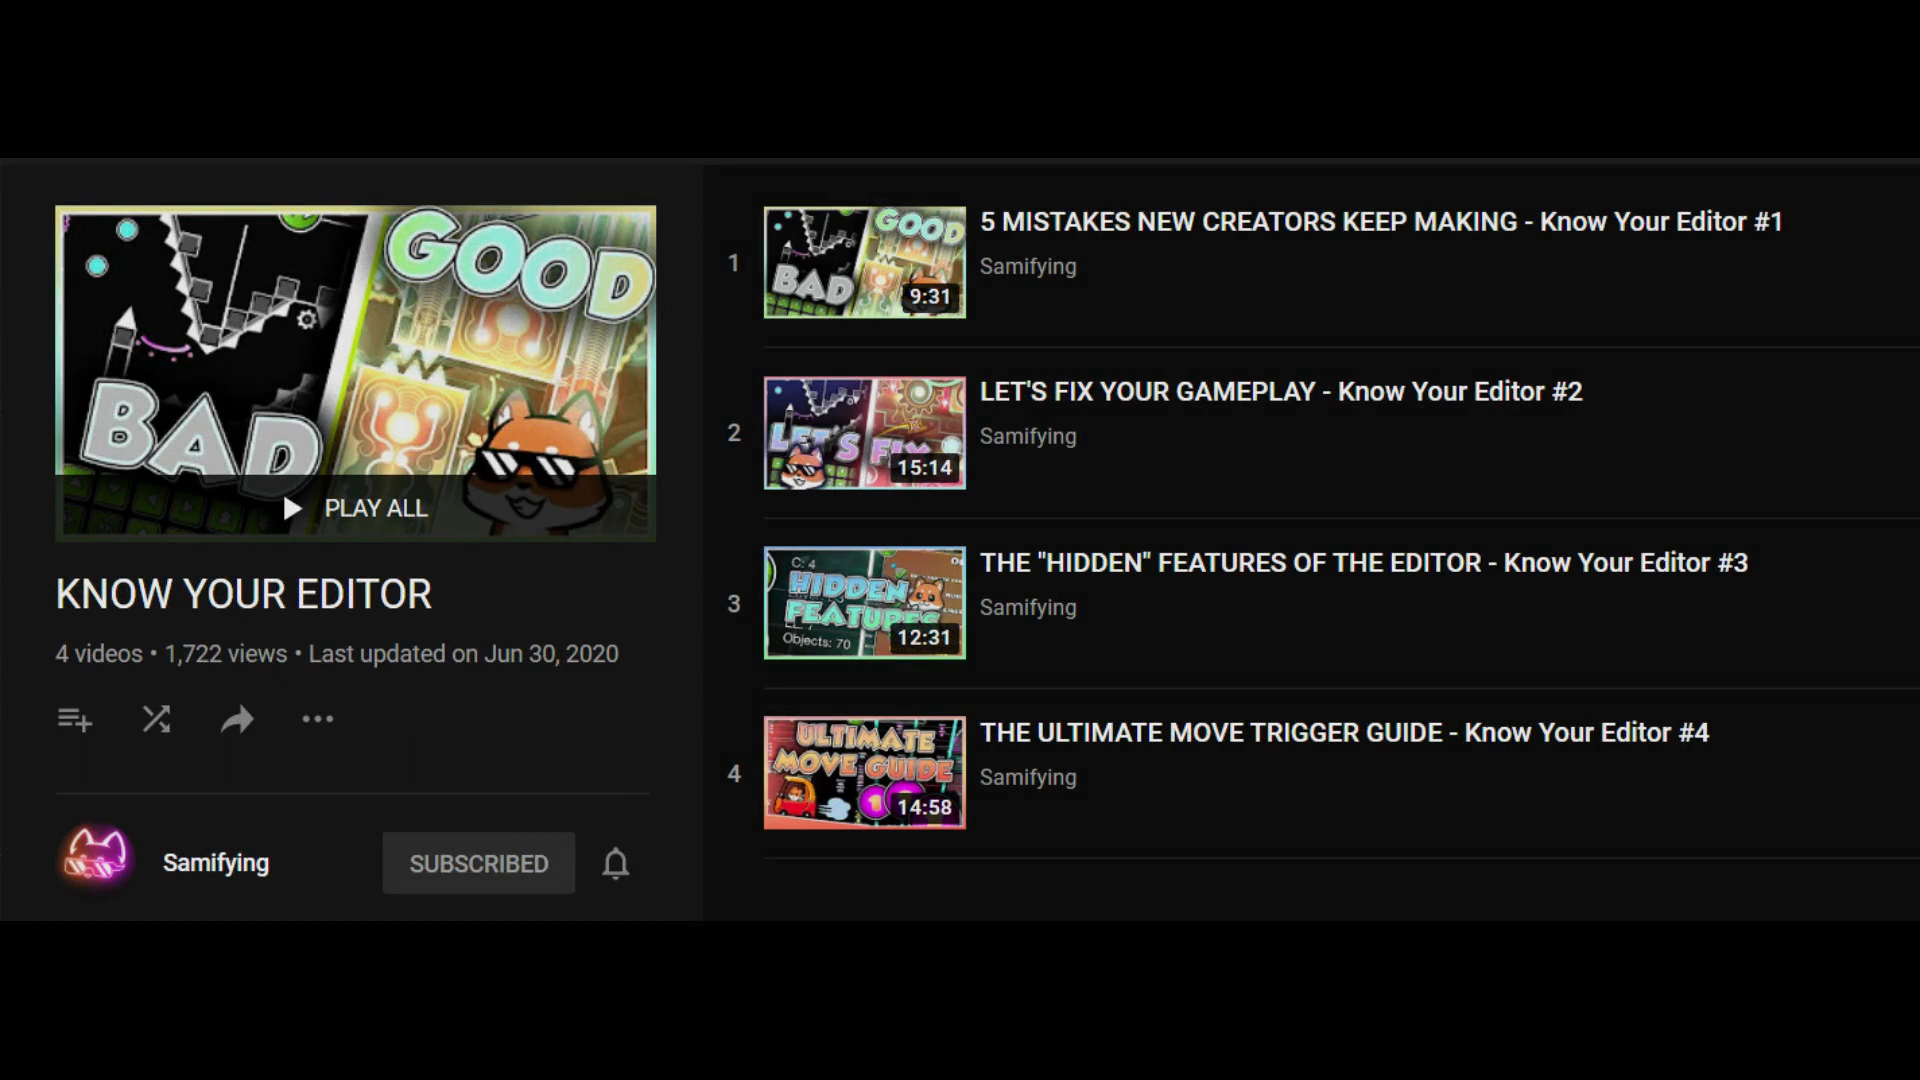 GOOD
BAD
PLAY ALL
KNOW YOUR EDITOR
4 videos • 1,722 views • Last updated on Jun 30, 2020
Samifying
SUBSCRIBED
1
GOOD
BAD
9:31
5 MISTAKES NEW CREATORS KEEP MAKING - Know Your Editor #1
Samifying
2
LET'S FIX
15:14
LET'S FIX YOUR GAMEPLAY - Know Your Editor #2
Samifying
3
C: 4
HIDDEN
FEATURES
Objects: 70
12:31
THE "HIDDEN" FEATURES OF THE EDITOR - Know Your Editor #3
Samifying
4
ULTIMATE
MOVE GUIDE
14:58
THE ULTIMATE MOVE TRIGGER GUIDE - Know Your Editor #4
Samifying